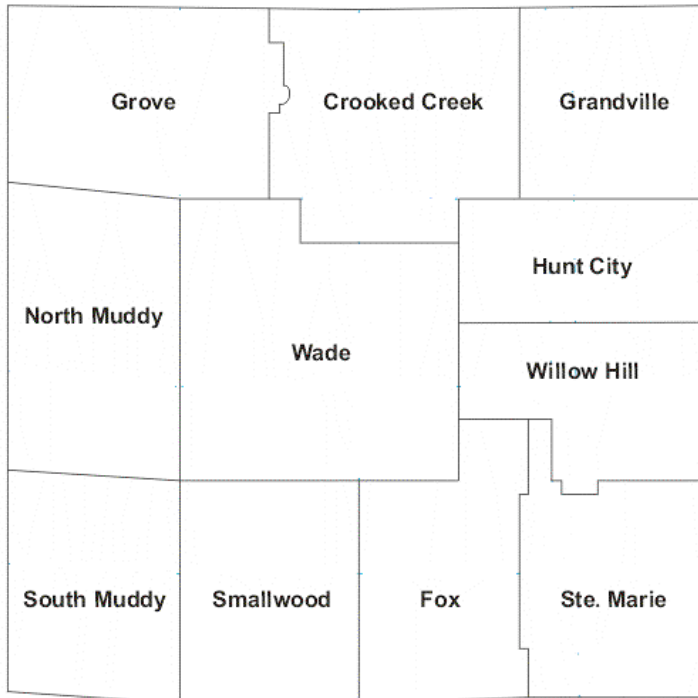 Grove
Crooked Creek
Grandville
Hunt City
North Muddy
Wade
Willow Hill
South Muddy
Smallwood
Fox
Ste. Marie